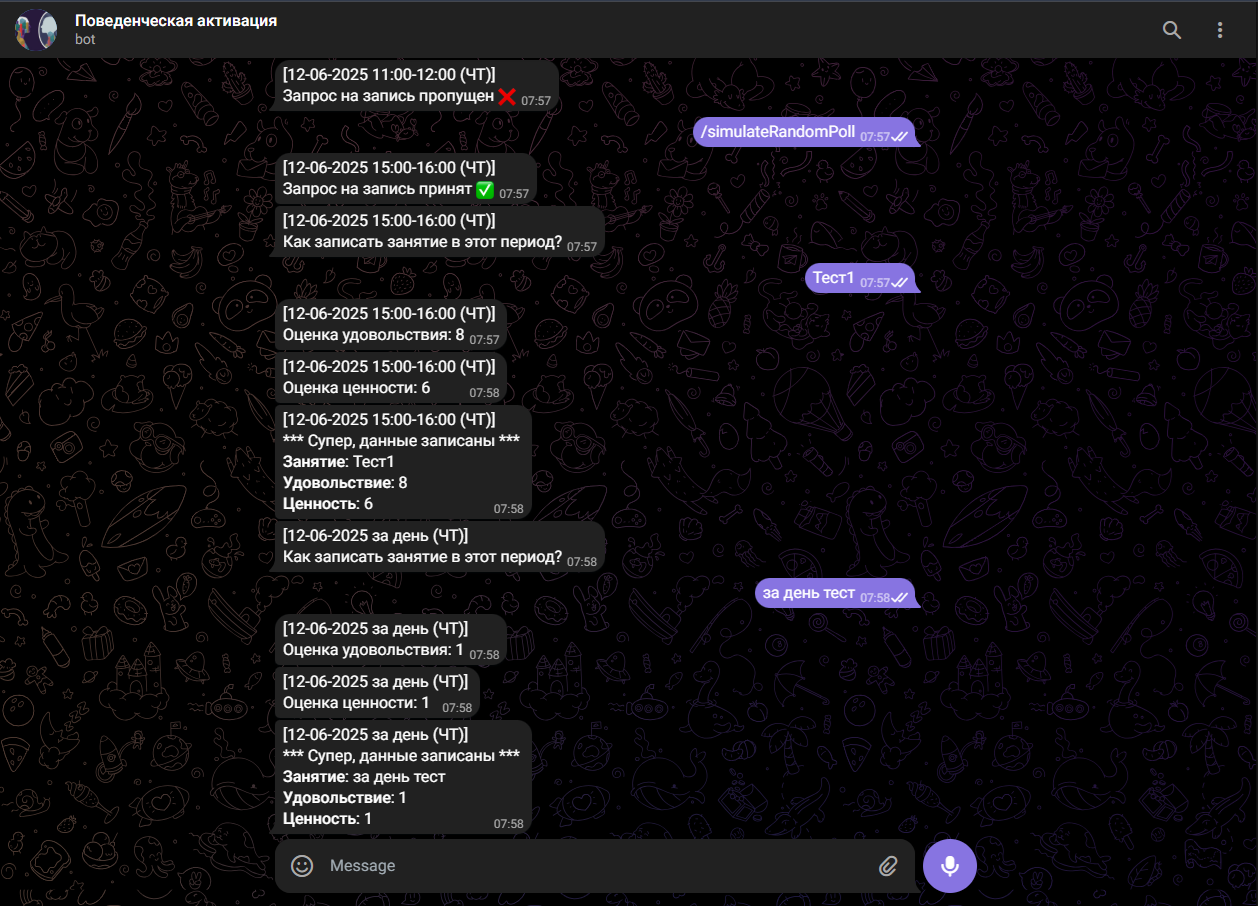 Поведенческая активация
bot
[12-06-2025 11:00-12:00 (ЧТ)]
Запрос на запись пропущен ❌ 07:57
/simulateRandomPoll 07:57
[12-06-2025 15:00-16:00 (ЧТ)]
Запрос на запись принят ✅ 07:57
[12-06-2025 15:00-16:00 (ЧТ)]
Как записать занятие в этот период? 07:57
Тест1 07:57
[12-06-2025 15:00-16:00 (ЧТ)]
Оценка удовольствия: 8 07:57
[12-06-2025 15:00-16:00 (ЧТ)]
Оценка ценности: 6 07:58
[12-06-2025 15:00-16:00 (ЧТ)]
*** Супер, данные записаны ***
Занятие: Тест1
Удовольствие: 8
Ценность: 6 07:58
[12-06-2025 за день (ЧТ)]
Как записать занятие в этот период? 07:58
за день тест 07:58
[12-06-2025 за день (ЧТ)]
Оценка удовольствия: 1 07:58
[12-06-2025 за день (ЧТ)]
Оценка ценности: 1 07:58
[12-06-2025 за день (ЧТ)]
*** Супер, данные записаны ***
Занятие: за день тест
Удовольствие: 1
Ценность: 1 07:58
Message